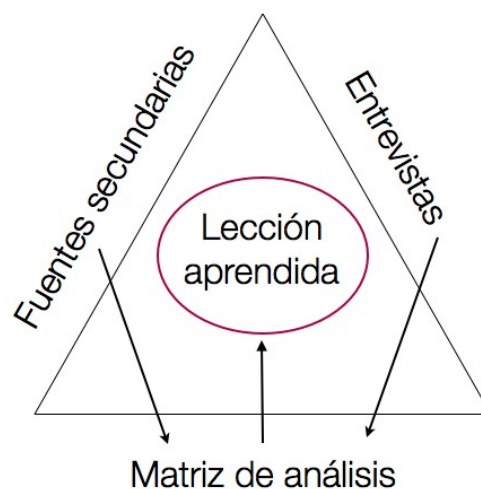 Fuentes secundarias
Entrevistas
Lección
aprendida
Matriz de análisis